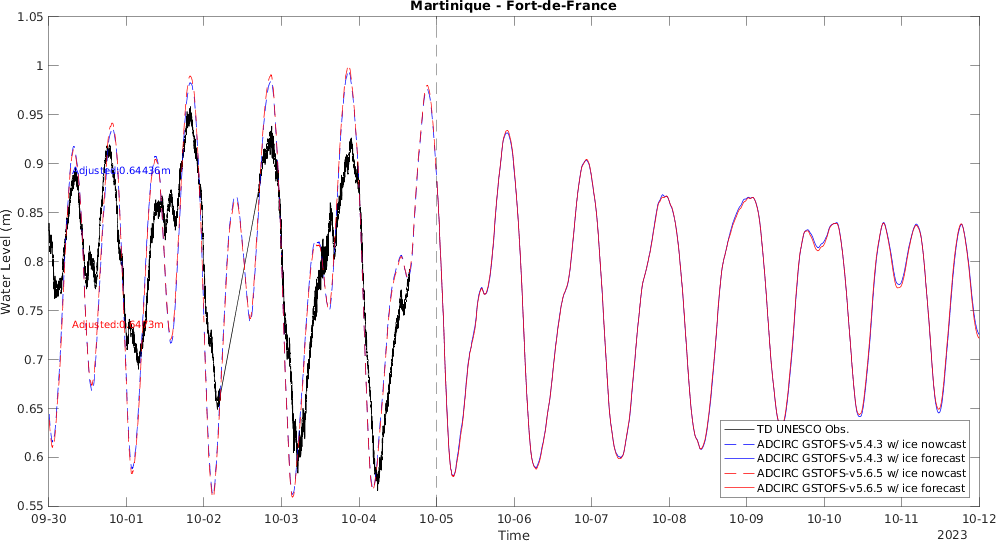 Martinique - Fort-de-France
1.05
1
0.95
0.9
0.85
0.8
0.75
0.7
0.65
0.6
0.55
Water Level (m)
Adjusted:0.64436m
TD UNESCO Obs.
ADCIRC GSTOFS-v5.4.3 w/ ice nowcast
ADCIRC GSTOFS-v5.4.3 w/ ice forecast
ADCIRC GSTOFS-v5.6.5 w/ ice nowcast
ADCIRC GSTOFS-v5.6.5 w/ ice forecast
09-30 10-01 10-02 10-03 10-04 10-05 10-06 10-07 10-08 10-09 10-10 10-11 10-12
Time
2023